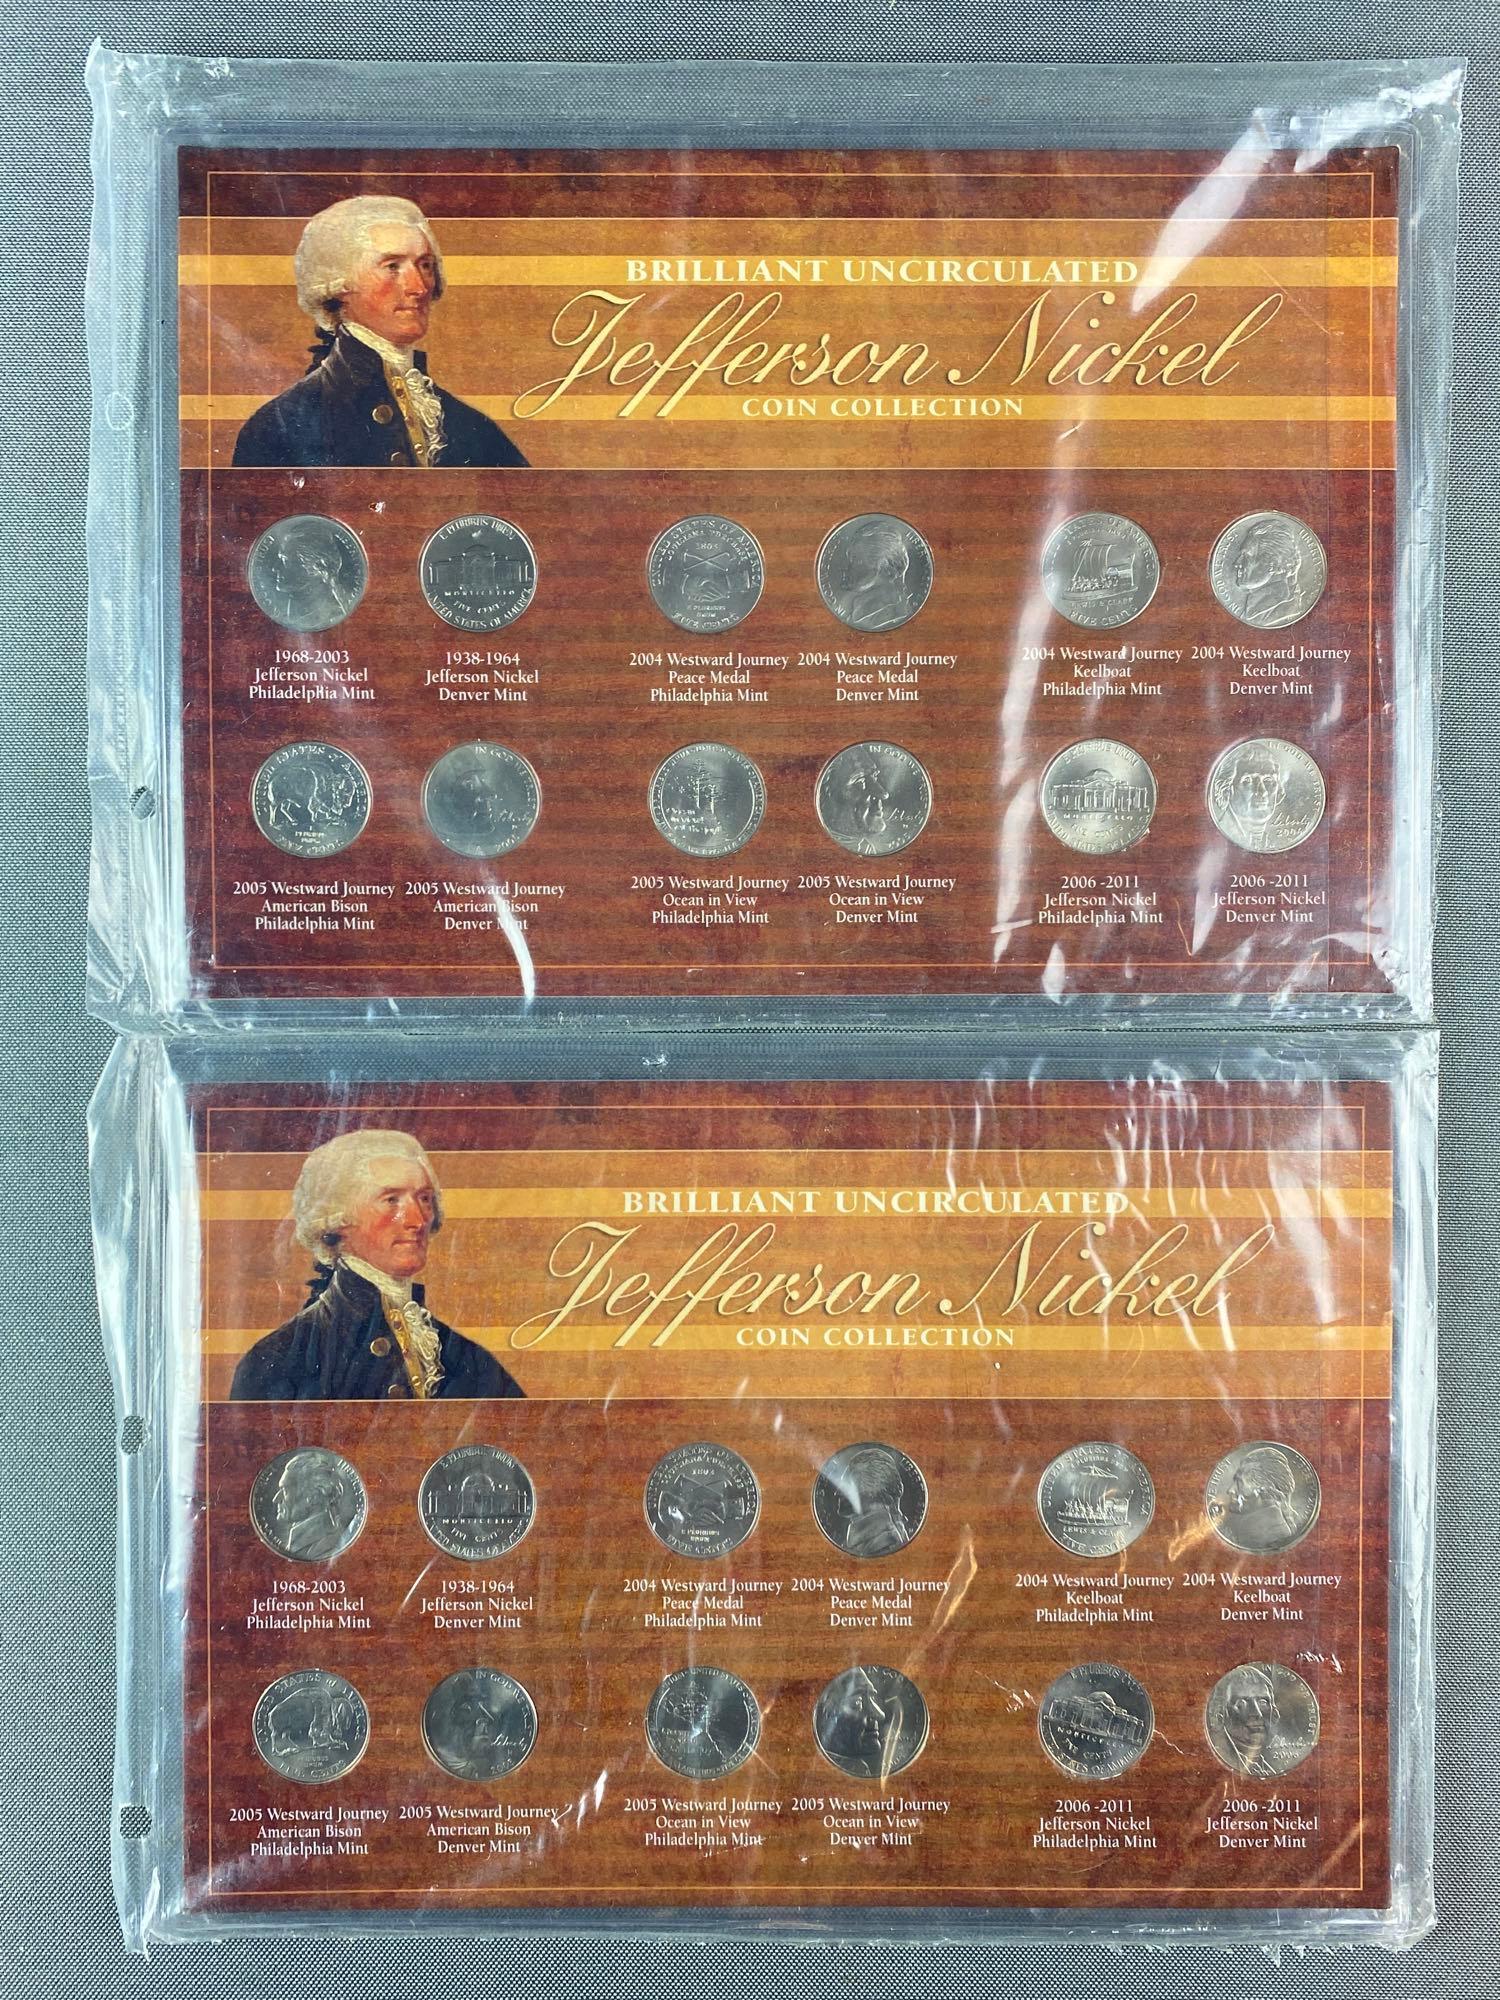 BRILLIANT UNCIRCULATED
Jefferson Nickel
COIN COLLECTION
1968-2003
Jefferson Nickel
Philadelphia Mint
1938-1964
Jefferson Nickel
Denver Mint
2004 Westward Journey
Peace Medal
Philadelphia Mint
2004 Westward Journey
Peace Medal
Denver Mint
2004 Westward Journey
Keelboat
Philadelphia Mint
2004 Westward Journey
Keelboat
Denver Mint
2005 Westward Journey
American Bison
Philadelphia Mint
2005 Westward Journey
American Bison
Denver Mint
2005 Westward Journey
Ocean in View
Philadelphia Mint
2005 Westward Journey
Ocean in View
Denver Mint
2006 -2011
Jefferson Nickel
Philadelphia Mint
2006 -2011
Jefferson Nickel
Denver Mint
BRILLIANT UNCIRCULATED
Jefferson Nickel
COIN COLLECTION
1968-2003
Jefferson Nickel
Philadelphia Mint
1938-1964
Jefferson Nickel
Denver Mint
2004 Westward Journey
Peace Medal
Philadelphia Mint
2004 Westward Journey
Peace Medal
Denver Mint
2004 Westward Journey
Keelboat
Philadelphia Mint
2004 Westward Journey
Keelboat
Denver Mint
2005 Westward Journey
American Bison
Philadelphia Mint
2005 Westward Journey
American Bison
Denver Mint
2005 Westward Journey
Ocean in View
Philadelphia Mint
2005 Westward Journey
Ocean in View
Denver Mint
2006 -2011
Jefferson Nickel
Philadelphia Mint
2006 -2011
Jefferson Nickel
Denver Mint